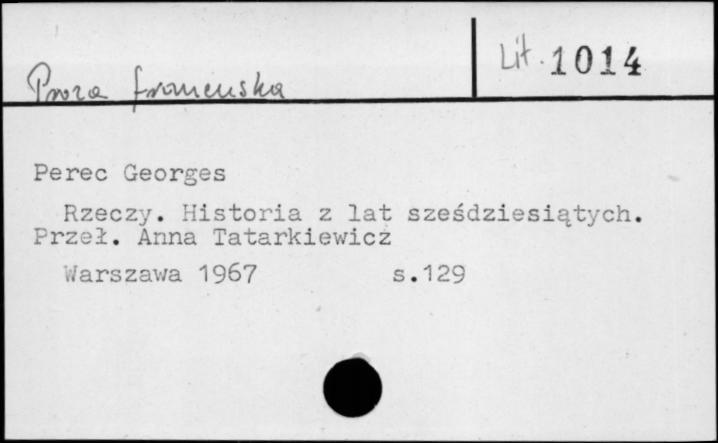 Lit. 1014
Proza francuska
Perec Georges
Rzeczy. Historia z lat sześdziesiątych.
Przeł. Anna Tatarkiewicz
Warszawa 1967 s.129